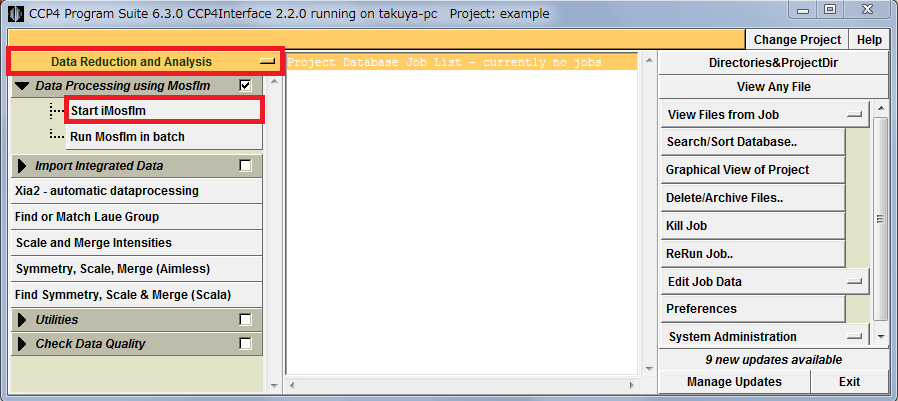 CCP4 Program Suite 6.3.0 CCP4Interface 2.2.0 running on takuya-pc   Project: example
Change Project
Help
Data Reduction and Analysis
Data Processing using Mosflm
Start iMosflm
Run Mosflm in batch
Import Integrated Data
Xia2 - automatic dataprocessing
Find or Match Laue Group
Scale and Merge Intensities
Symmetry, Scale, Merge (Aimless)
Find Symmetry, Scale & Merge (Scala)
Utilities
Check Data Quality
Project Database Job List - currently no jobs
Directories&ProjectDir
View Any File
View Files from Job
Search/Sort Database..
Graphical View of Project
Delete/Archive Files..
Kill Job
ReRun Job..
Edit Job Data
Preferences
System Administration
9 new updates available
Manage Updates
Exit